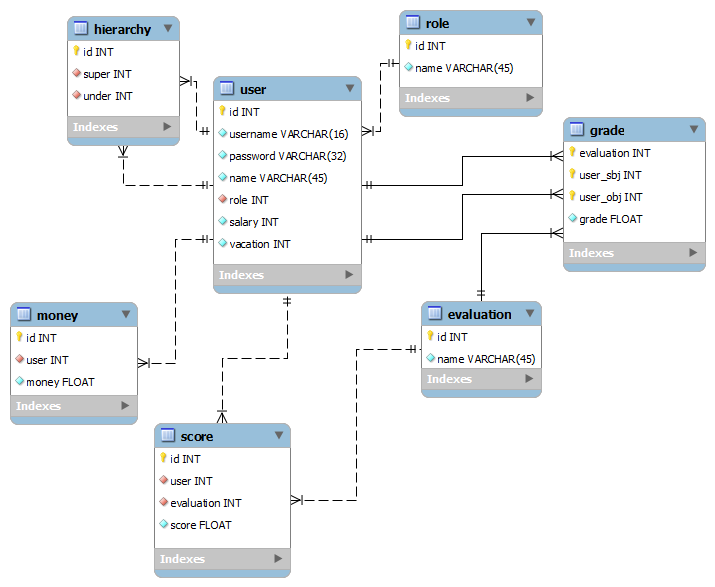 hierarchy
id INT
super INT
under INT
Indexes
role
id INT
name VARCHAR(45)
Indexes
user
id INT
username VARCHAR(16)
password VARCHAR(32)
name VARCHAR(45)
role INT
salary INT
vacation INT
Indexes
grade
evaluation INT
user_sbj INT
user_obj INT
grade FLOAT
Indexes
money
id INT
user INT
money FLOAT
Indexes
evaluation
id INT
name VARCHAR(45)
Indexes
score
id INT
user INT
evaluation INT
score FLOAT
Indexes